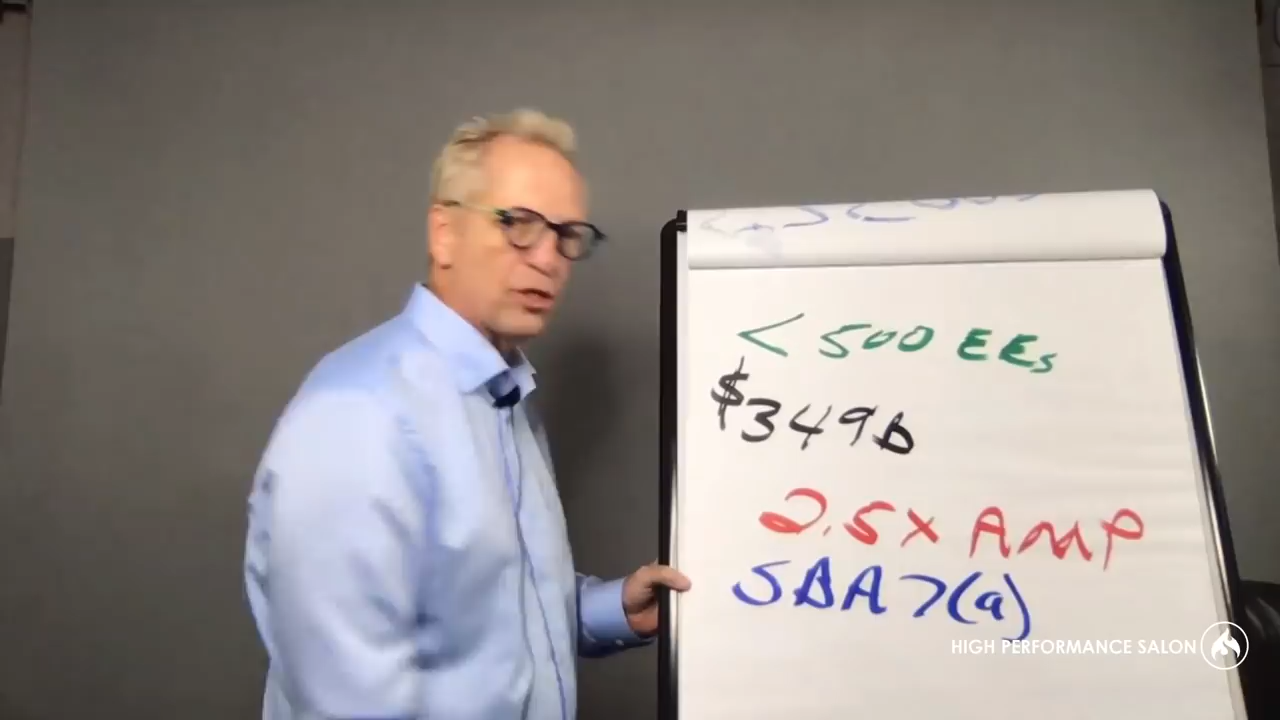 < 500 EEs
$349b
2.5x AMP
SBA 7(a)
HIGH PERFORMANCE SALON